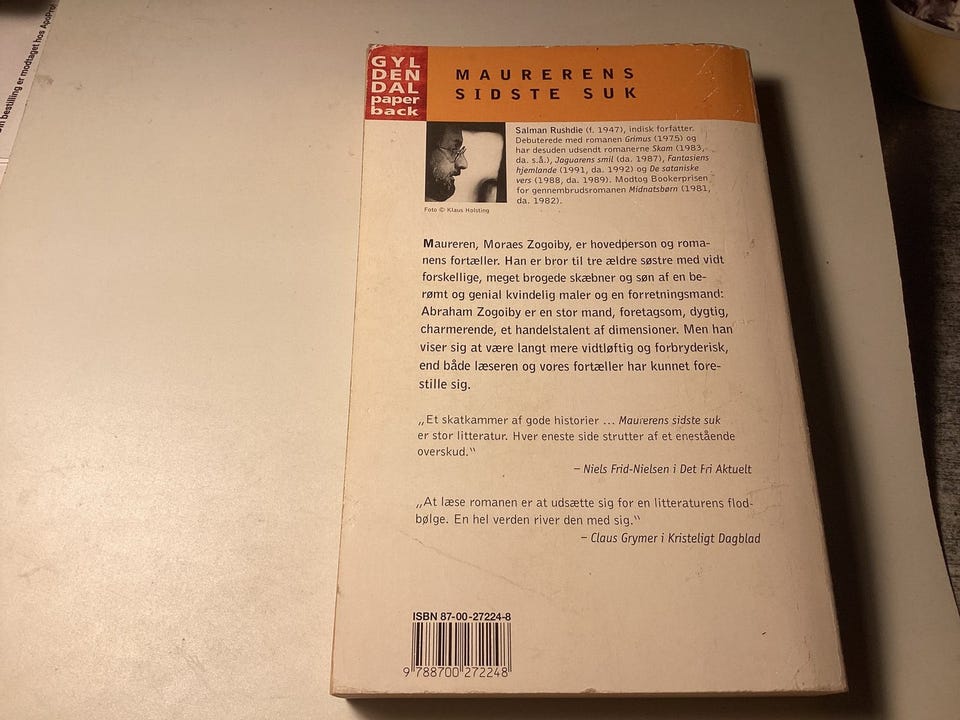 Din bestilling er modtaget hos ApoPro
GYL
DEN
DAL
paper
back
MAURERENS
SIDSTE SUK
Salman Rushdie (f. 1947), indisk forfatter.
Debuterede med romanen Grimus (1975) og
har desuden udsendt romanerne Skam (1983,
da. s.å.), Jaguarens smil (da. 1987), Fantasiens
hjemlande (1991, da. 1992) og De sataniske
vers (1988, da. 1989). Modtog Bookerprisen
for gennembrudsromanen Midnatsbørn (1981,
da. 1982).
Foto © Klaus Holsting
Maureren, Moraes Zogoiby, er hovedperson og roma-
nens fortæller. Han er bror til tre ældre søstre med vidt
forskellige, meget brogede skæbner og søn af en be-
rømt og genial kvindelig maler og en forretningsmand:
Abraham Zogoiby er en stor mand, foretagsom, dygtig,
charmerende, et handelstalent af dimensioner. Men han
viser sig at være langt mere vidtløftig og forbryderisk,
end både læseren og vores fortæller har kunnet fore-
stille sig.
„Et skatkammer af gode historier ... Maurerens sidste suk
er stor litteratur. Hver eneste side strutter af et enestående
overskud.“
– Niels Frid-Nielsen i Det Fri Aktuelt
„At læse romanen er at udsætte sig for en litteraturens flod-
bølge. En hel verden river den med sig.“
– Claus Grymer i Kristeligt Dagblad
ISBN 87-00-27224-8
9 788700 272248